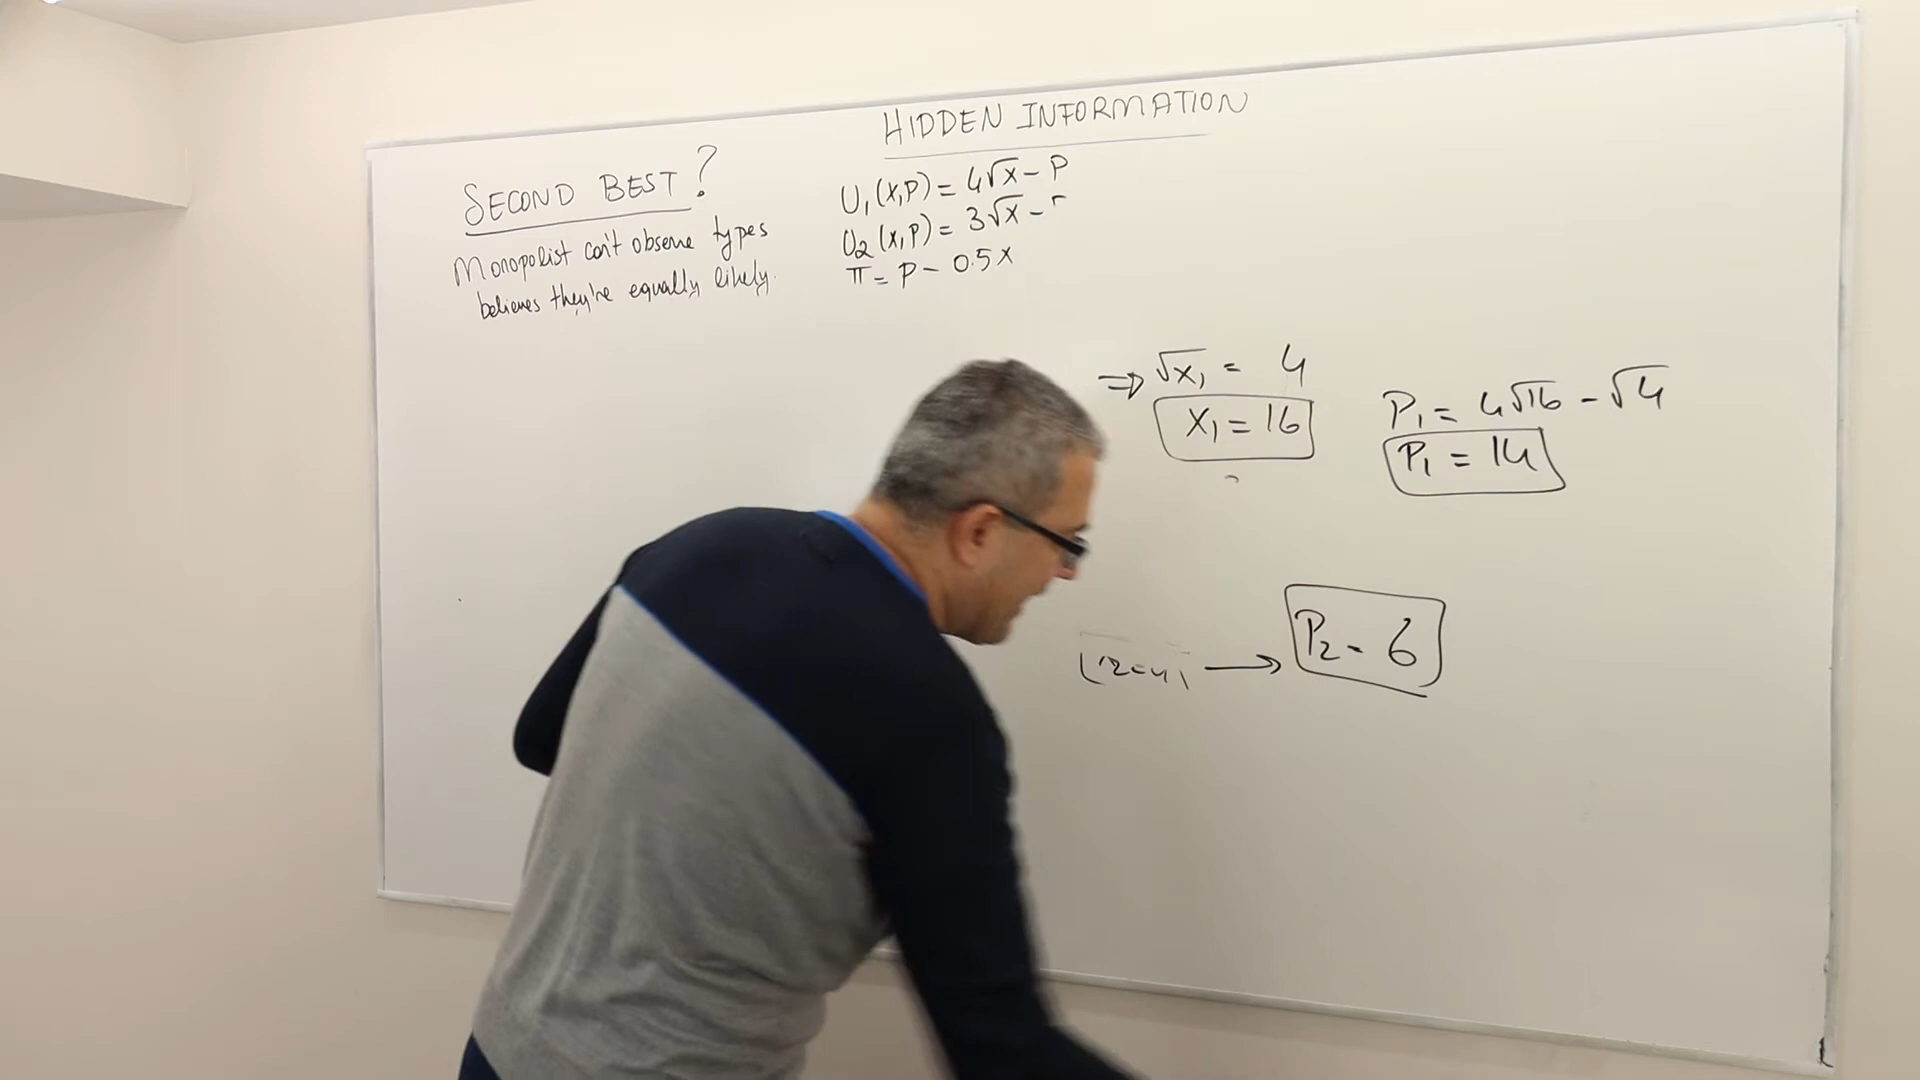 HIDDEN INFORMATION
SECOND BEST?
Monopolist can't observe types
believes they're equally likely.
U₁(x,p) = 4√x - P
U₂(x,p) = 3√x -
π = P - 0.5x
⇒ √x₁ = 4
x₁ = 16
P₁ = 4√16 - √4
P₁ = 14
→ P₂ = 6